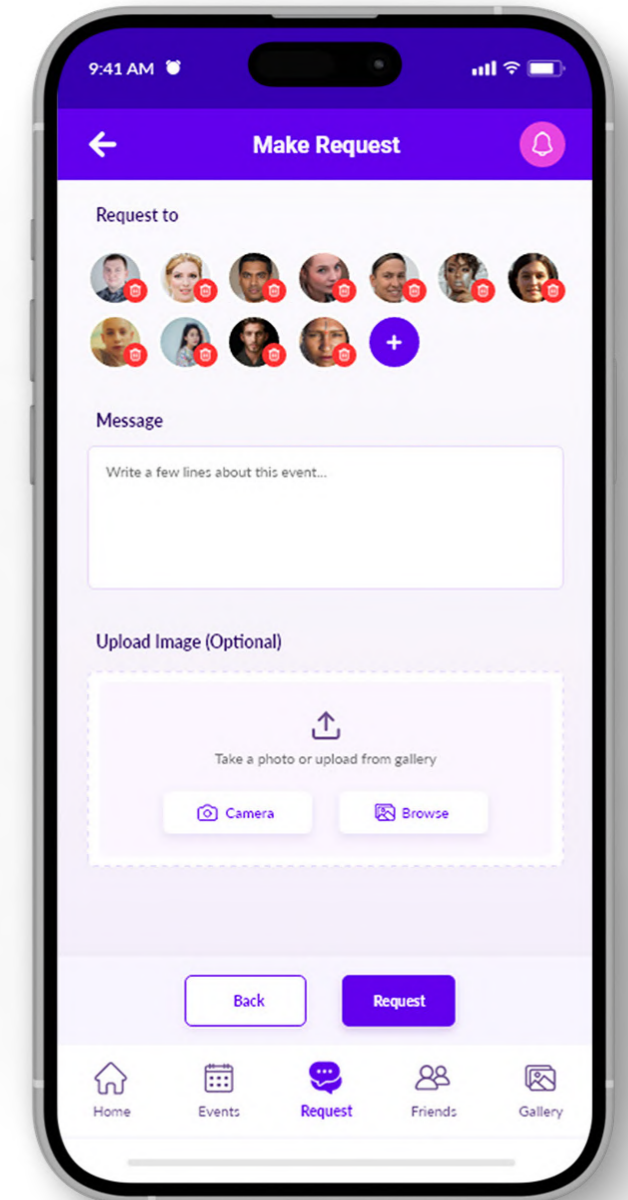 9:41 AM
Make Request
Request to
Message
Write a few lines about this event...
Upload Image (Optional)
Take a photo or upload from gallery
Camera
Browse
Back
Request
Home
Events
Request
Friends
Gallery